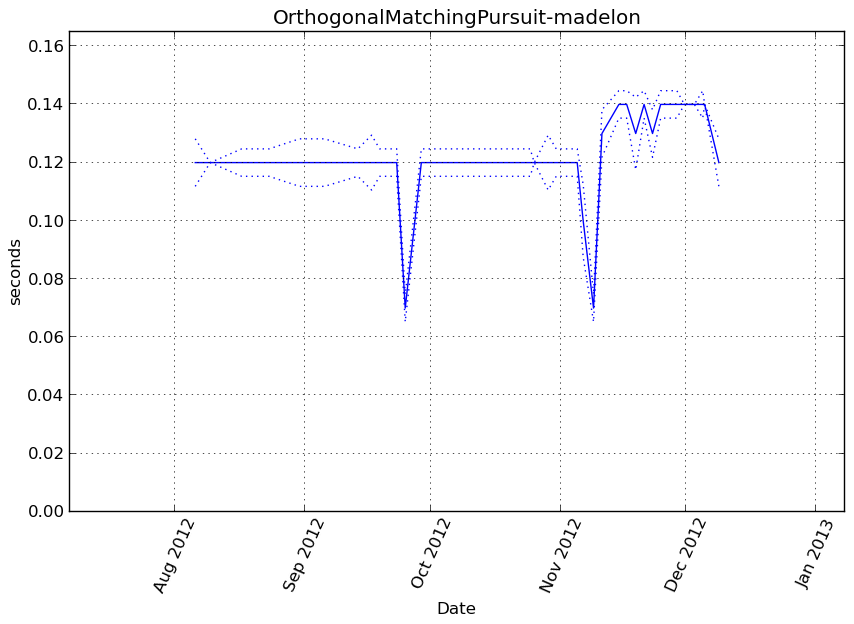 OrthogonalMatchingPursuit-madelon
0.16
0.14
0.12
0.10
0.08
0.06
0.04
0.02
0.00
seconds
Aug 2012
Sep 2012
Oct 2012
Nov 2012
Dec 2012
Jan 2013
Date